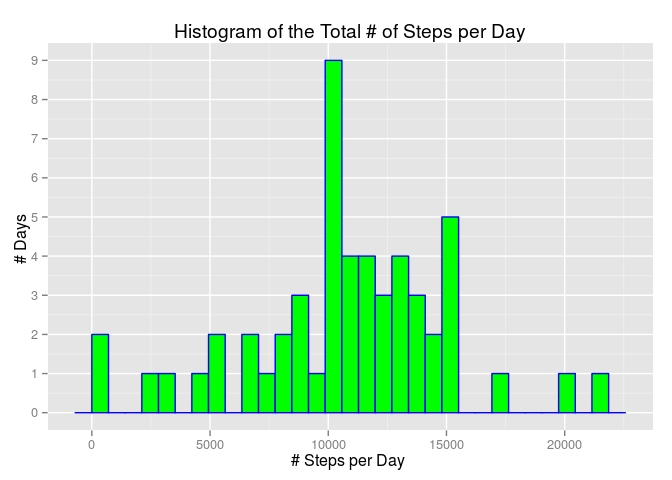 Histogram of the Total # of Steps per Day
# Days
9
8
7
6
5
4
3
2
1
0
0 5000 10000 15000 20000
# Steps per Day